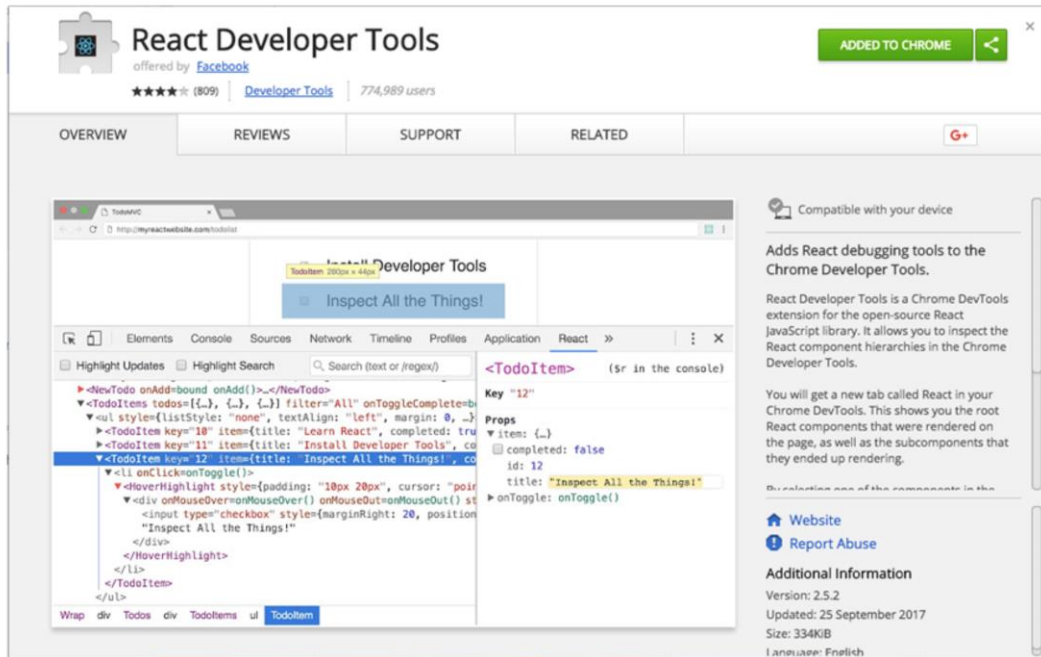 React Developer Tools
offered by Facebook
(809) Developer Tools 774,989 users
ADDED TO CHROME
OVERVIEW REVIEWS SUPPORT RELATED G+
TodoMVC
http://myreactwebsite.com/todolist
Install Developer Tools
TodoItem 280px × 44px
Inspect All the Things!
Elements Console Sources Network Timeline Profiles Application React »
Highlight Updates Highlight Search Search (text or /regex/)
<NewTodo onAdd=bound onAdd()>…</NewTodo>
<TodoItems todos=[{…}, {…}, {…}] filter="All" onToggleComplete=b
<ul style={listStyle: "none", textAlign: "left", margin: 0, …}
<TodoItem key="10" item={title: "Learn React", completed: tru
<TodoItem key="11" item={title: "Install Developer Tools", co
<TodoItem key="12" item={title: "Inspect All the Things!", co
<li onClick=onToggle()>
<HoverHighlight style={padding: "10px 20px", cursor: "poin
<div onMouseOver=onMouseOver() onMouseOut=onMouseOut() st
<input type="checkbox" style={marginRight: 20, position
"Inspect All the Things!"
</div>
</HoverHighlight>
</li>
</TodoItem>
</ul>
Wrap div Todos div TodoItems ul TodoItem
<TodoItem> ($r in the console)
Key "12"
Props
item: {…}
completed: false
id: 12
title: "Inspect All the Things!"
onToggle: onToggle()
Compatible with your device
Adds React debugging tools to the
Chrome Developer Tools.
React Developer Tools is a Chrome DevTools
extension for the open-source React
JavaScript library. It allows you to inspect the
React component hierarchies in the Chrome
Developer Tools.
You will get a new tab called React in your
Chrome DevTools. This shows you the root
React components that were rendered on
the page, as well as the subcomponents that
they ended up rendering.
By selecting one of the components in the
Website
Report Abuse
Additional Information
Version: 2.5.2
Updated: 25 September 2017
Size: 334KiB
Language: English